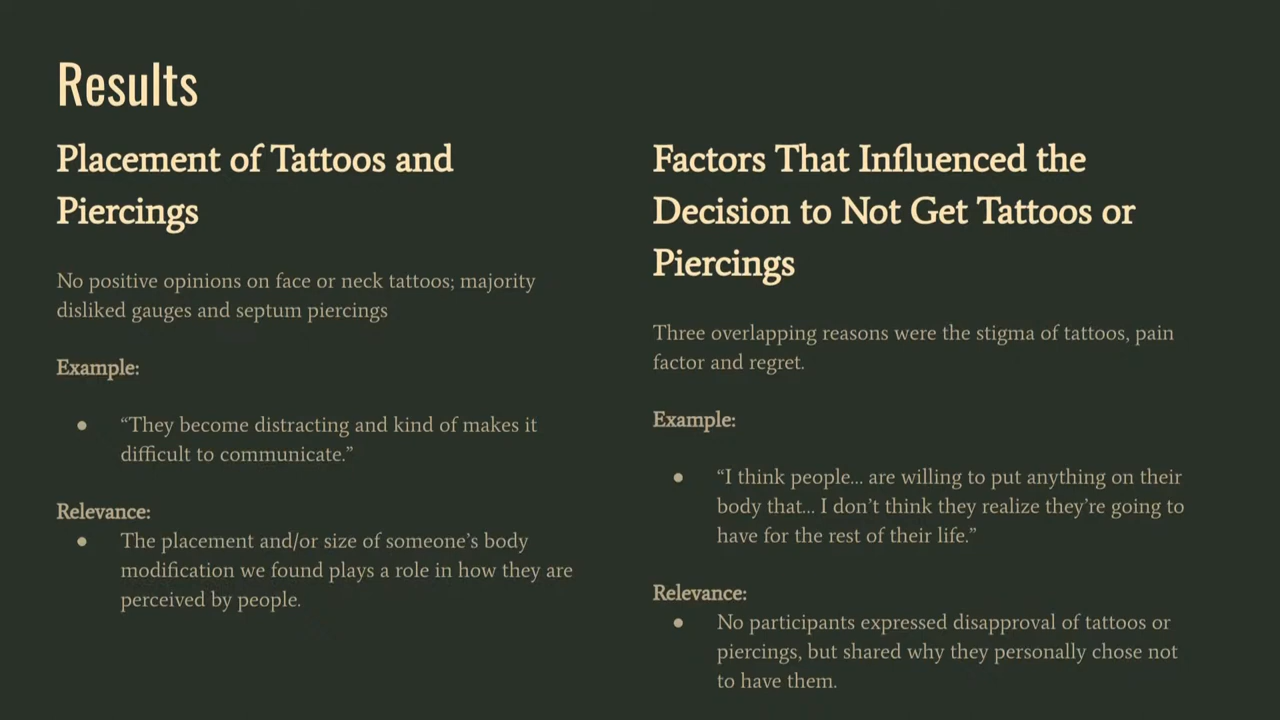 Results
Placement of Tattoos and
Piercings
No positive opinions on face or neck tattoos; majority
disliked gauges and septum piercings
Example:
● “They become distracting and kind of makes it
difficult to communicate.”
Relevance:
● The placement and/or size of someone’s body
modification we found plays a role in how they are
perceived by people.
Factors That Influenced the
Decision to Not Get Tattoos or
Piercings
Three overlapping reasons were the stigma of tattoos, pain
factor and regret.
Example:
● “I think people... are willing to put anything on their
body that... I don’t think they realize they’re going to
have for the rest of their life.”
Relevance:
● No participants expressed disapproval of tattoos or
piercings, but shared why they personally chose not
to have them.